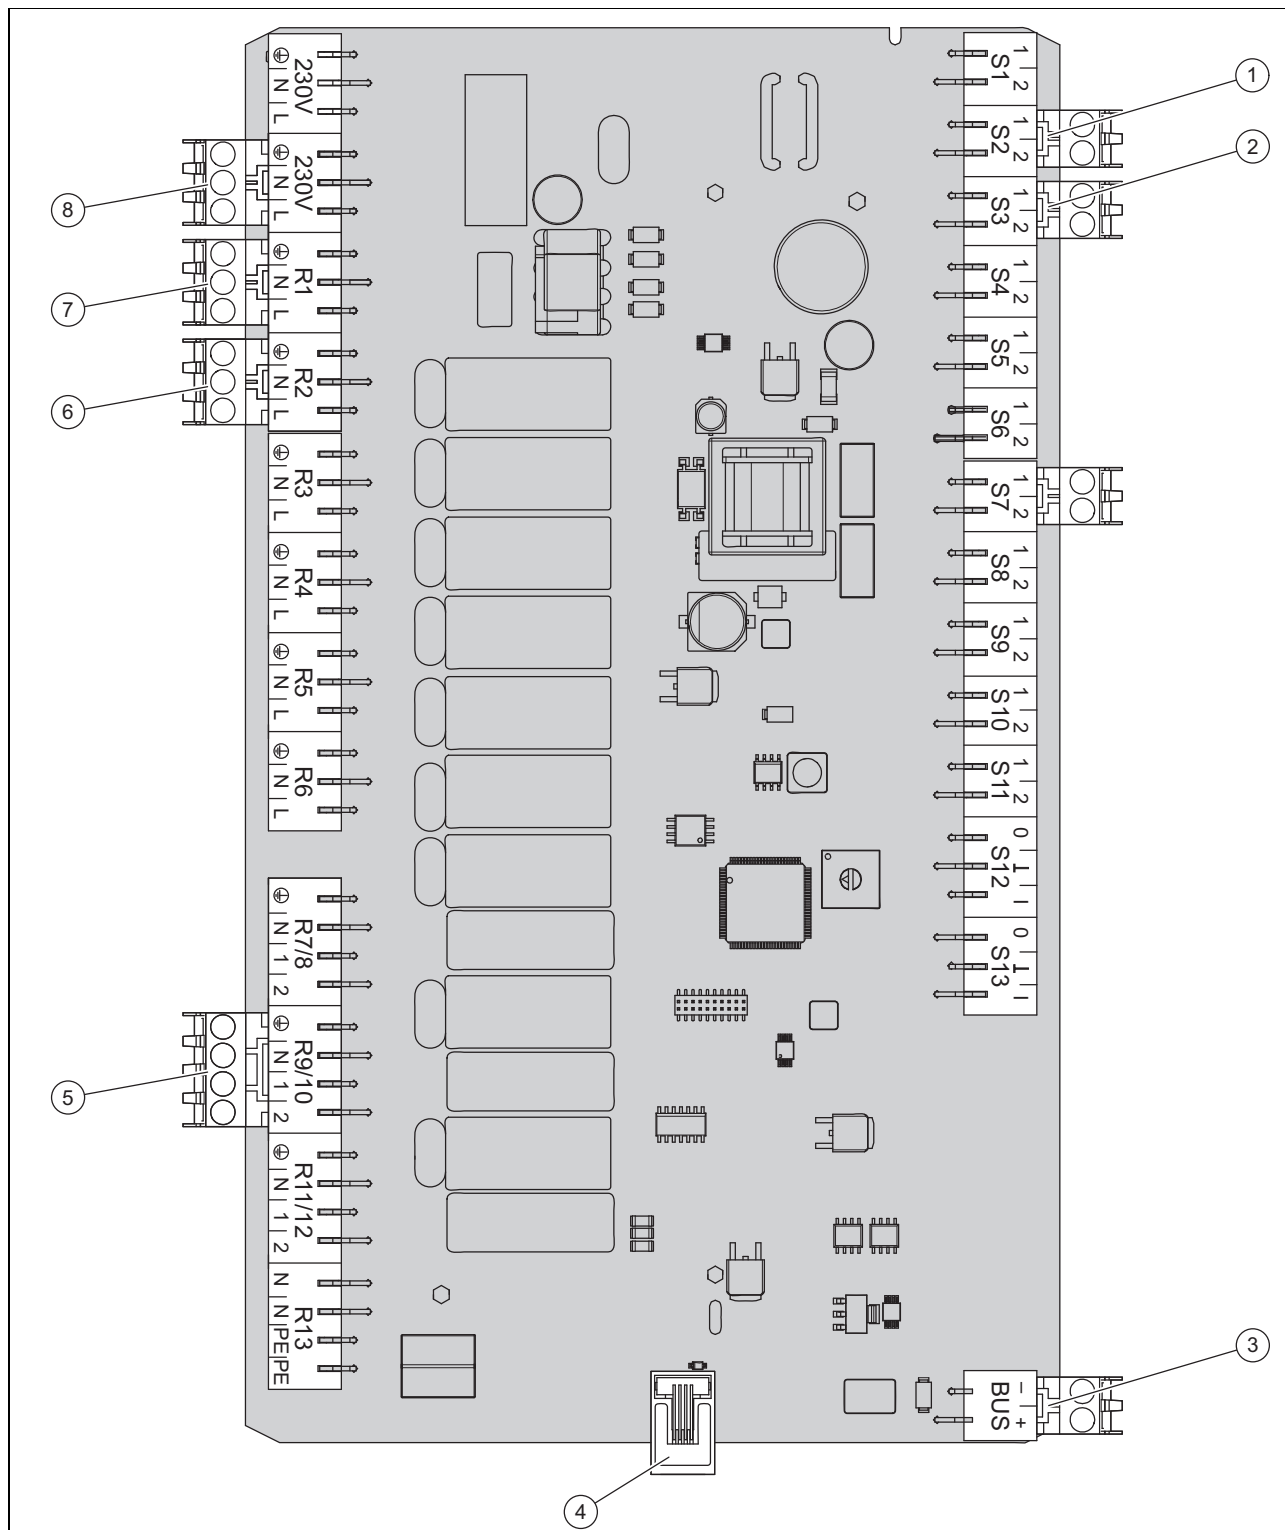 ⏚ N L 230V
⏚ N L 230V
⏚ N L R1
⏚ N L R2
⏚ N L R3
⏚ N L R4
⏚ N L R5
⏚ N L R6
⏚ N 1 2 R7/8
⏚ N 1 2 R9/10
⏚ N 1 2 R11/12
N N PE PE R13
S1 1 2
S2 1 2
S3 1 2
S4 1 2
S5 1 2
S6 1 2
S7 1 2
S8 1 2
S9 1 2
S10 1 2
S11 1 2
S12 0 ⊥ I
S13 0 ⊥ I
BUS - +
1
2
3
4
5
6
7
8